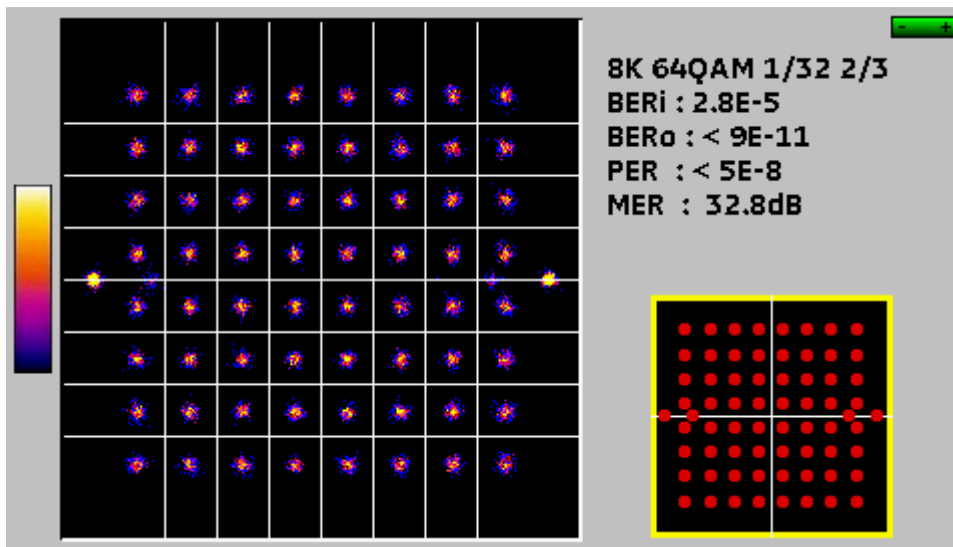 - +
8K 64QAM 1/32 2/3
BERi : 2.8E-5
BERo : < 9E-11
PER : < 5E-8
MER : 32.8dB